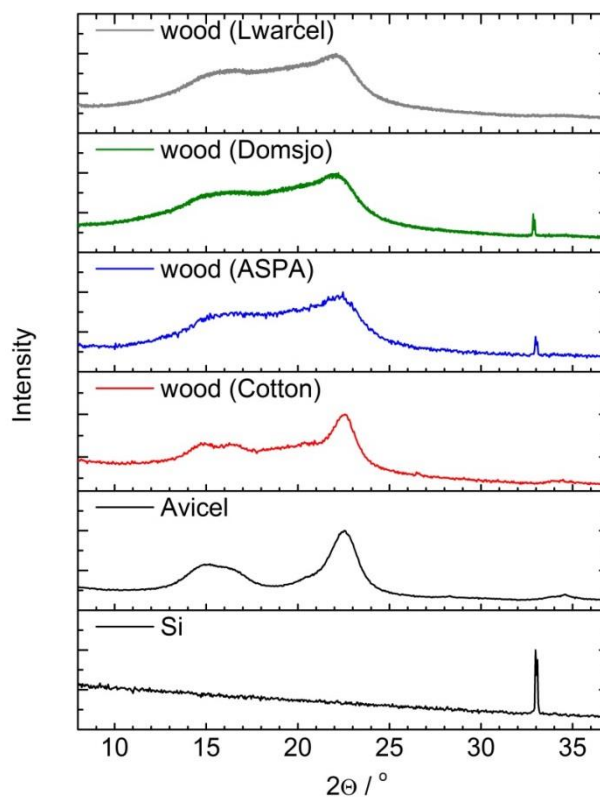 wood (Lwarcel)
wood (Domsjo)
wood (ASPA)
wood (Cotton)
Avicel
Si
Intensity
10 15 20 25 30 35
2Θ / °